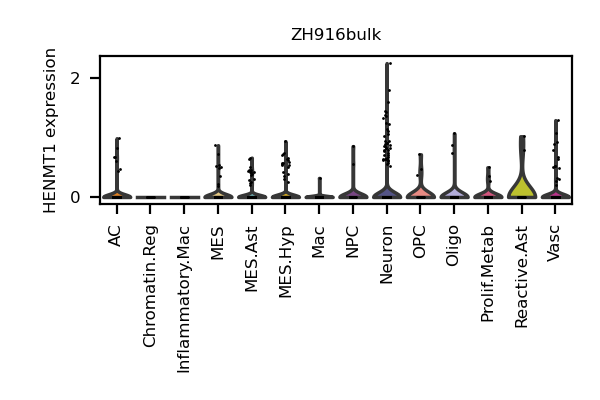 ZH916bulk
HENMT1 expression
2
0
AC
Chromatin.Reg
Inflammatory.Mac
MES
MES.Ast
MES.Hyp
Mac
NPC
Neuron
OPC
Oligo
Prolif.Metab
Reactive.Ast
Vasc